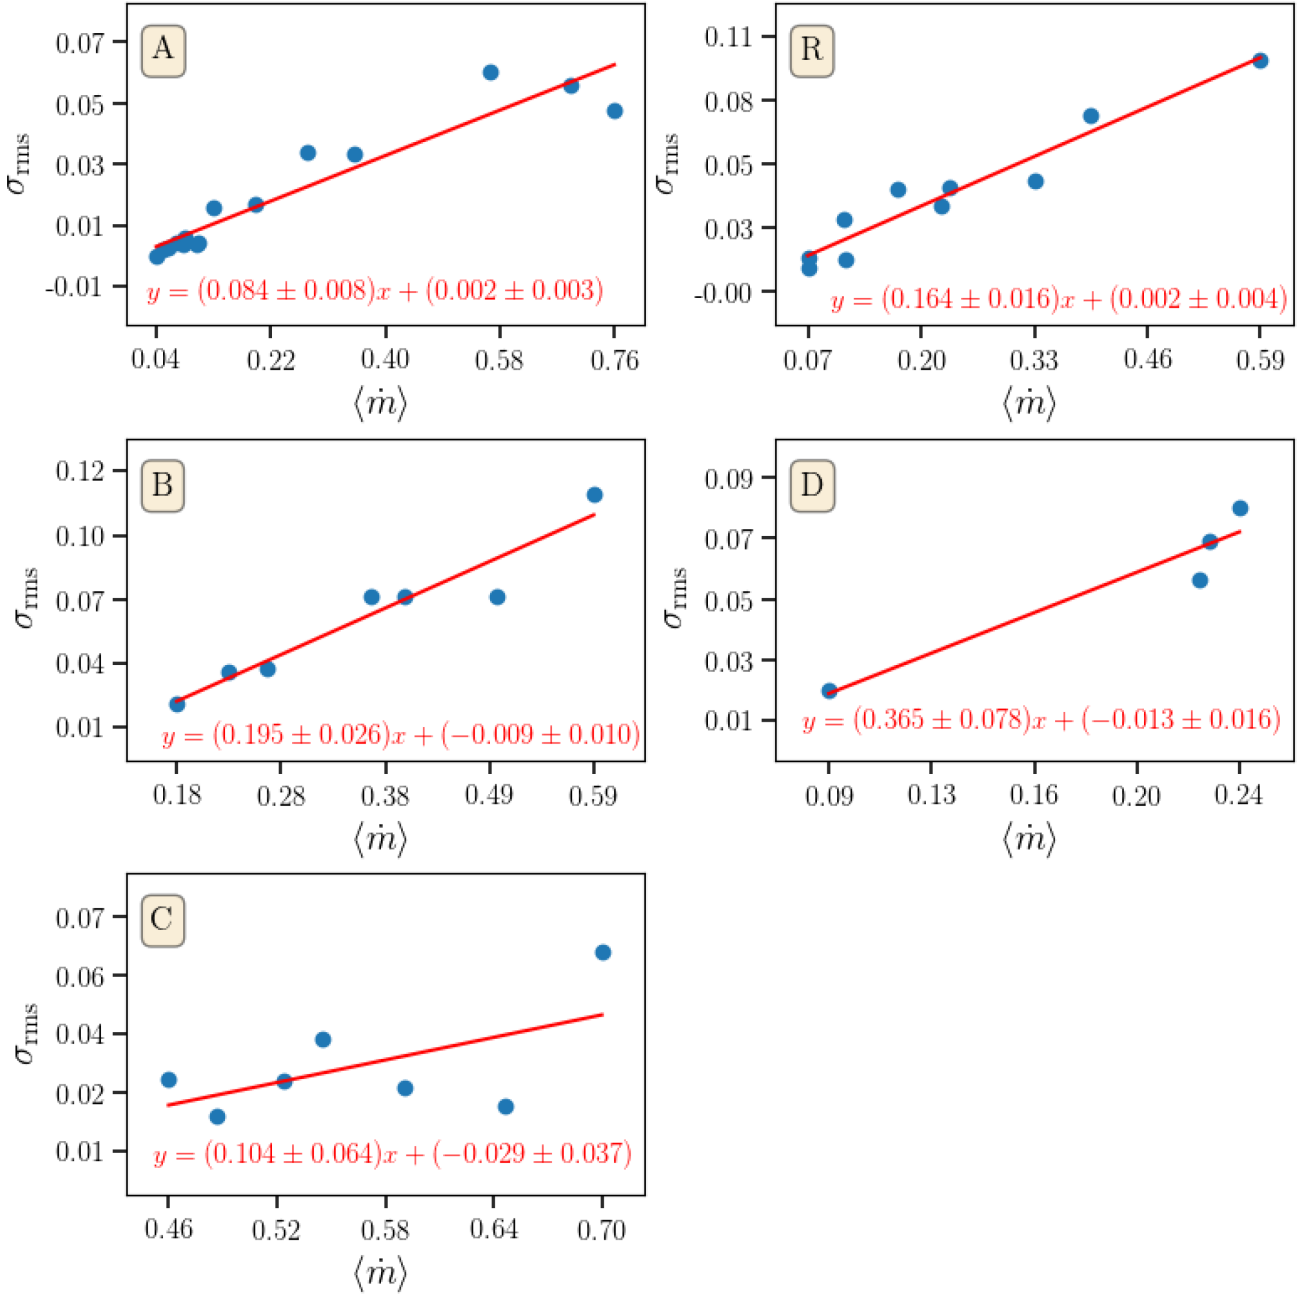 A
0.07
0.05
0.03
0.01
-0.01
σrms
y = (0.084 ± 0.008)x + (0.002 ± 0.003)
0.04 0.22 0.40 0.58 0.76
⟨ṁ⟩
R
0.11
0.08
0.05
0.03
-0.00
σrms
y = (0.164 ± 0.016)x + (0.002 ± 0.004)
0.07 0.20 0.33 0.46 0.59
⟨ṁ⟩
B
0.12
0.10
0.07
0.04
0.01
σrms
y = (0.195 ± 0.026)x + (−0.009 ± 0.010)
0.18 0.28 0.38 0.49 0.59
⟨ṁ⟩
D
0.09
0.07
0.05
0.03
0.01
σrms
y = (0.365 ± 0.078)x + (−0.013 ± 0.016)
0.09 0.13 0.16 0.20 0.24
⟨ṁ⟩
C
0.07
0.06
0.04
0.02
0.01
σrms
y = (0.104 ± 0.064)x + (−0.029 ± 0.037)
0.46 0.52 0.58 0.64 0.70
⟨ṁ⟩